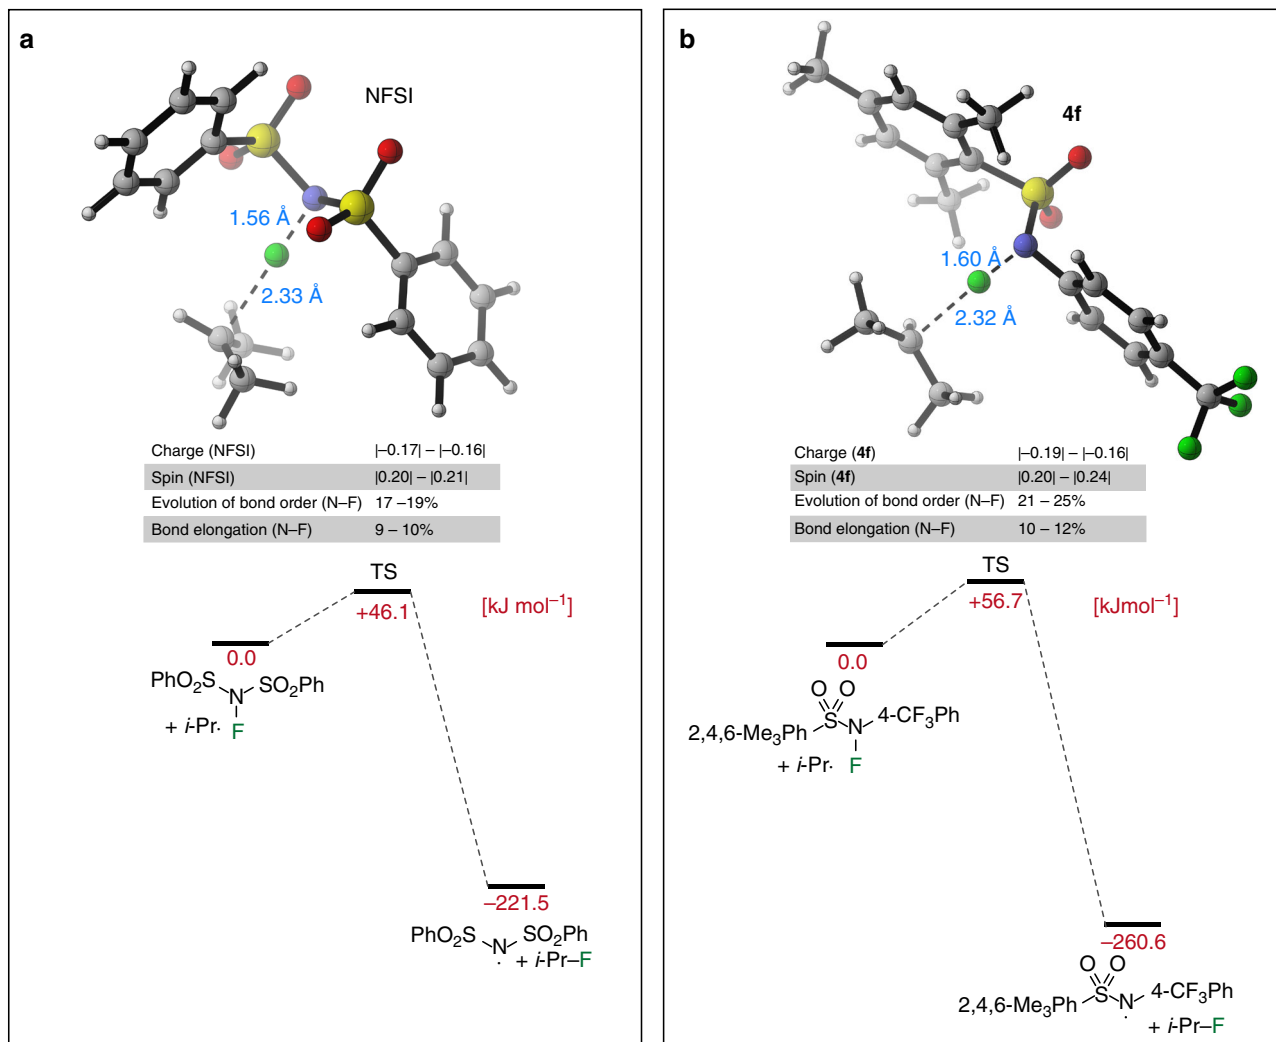 a
NFSI
1.56 Å
2.33 Å
Charge (NFSI) |–0.17| – |–0.16|
Spin (NFSI) |0.20| – |0.21|
Evolution of bond order (N–F) 17 –19%
Bond elongation (N–F) 9 – 10%
TS
+46.1
[kJ mol–1]
0.0
PhO2S N SO2Ph
+ i-Pr· F
–221.5
PhO2S N· SO2Ph
+ i-Pr–F
b
4f
1.60 Å
2.32 Å
Charge (4f) |–0.19| – |–0.16|
Spin (4f) |0.20| – |0.24|
Evolution of bond order (N–F) 21 – 25%
Bond elongation (N–F) 10 – 12%
TS
+56.7
[kJmol–1]
0.0
O O
2,4,6-Me3Ph S N 4-CF3Ph
+ i-Pr· F
–260.6
O O
2,4,6-Me3Ph S N· 4-CF3Ph
+ i-Pr–F